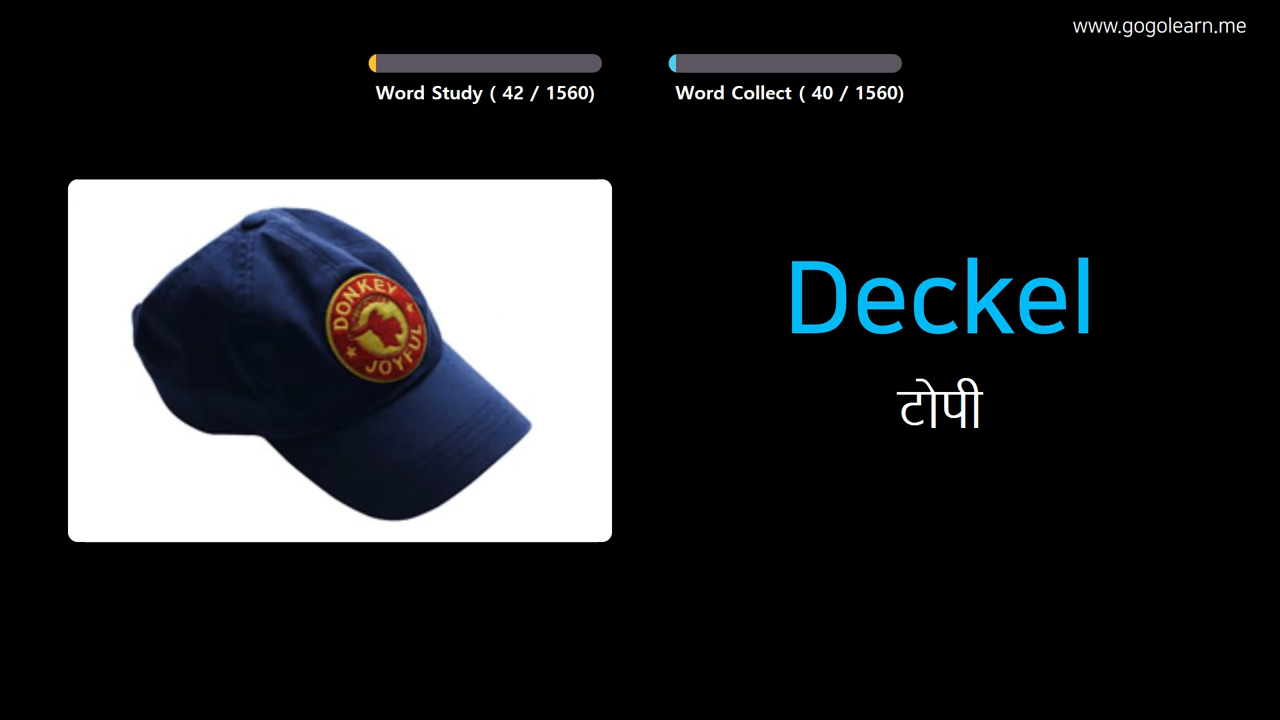 www.gogolearn.me
Word Study ( 42 / 1560)
Word Collect ( 40 / 1560)
DONKEY
JOYFUL
Deckel
टोपी